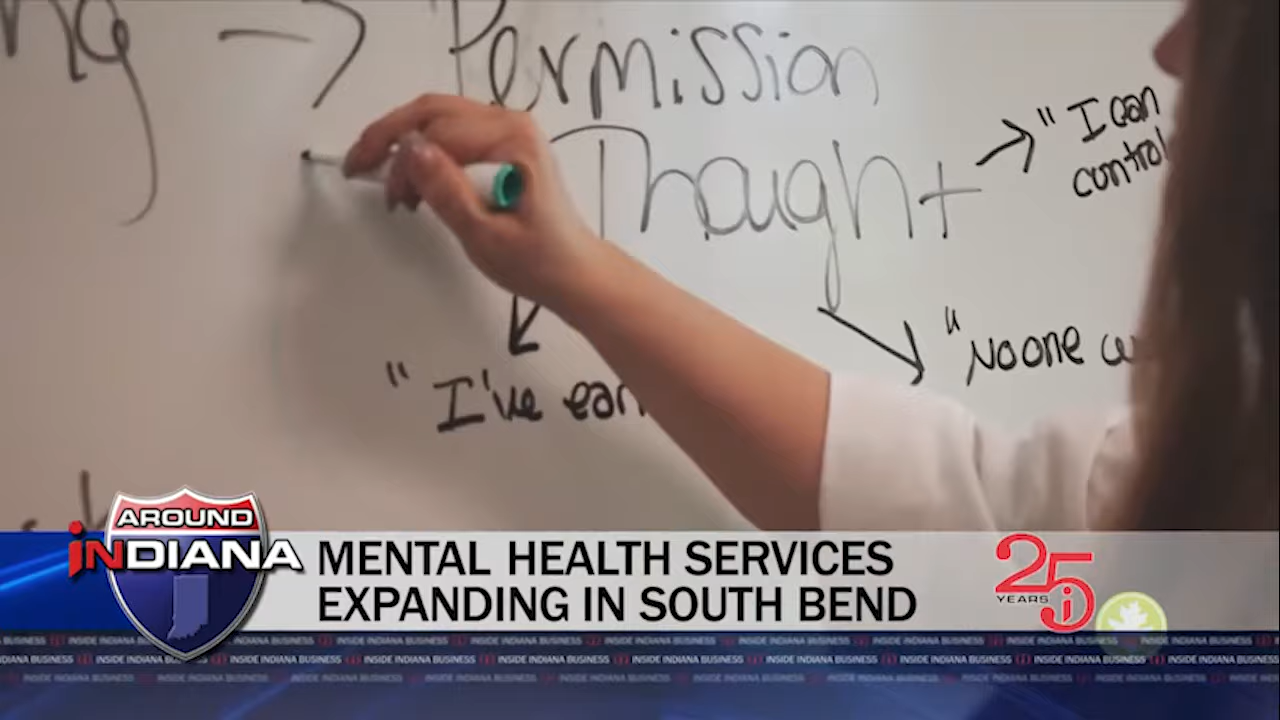 ng → Permission
Thought → "I can
control
"No one
"I've
AROUND
INDIANA
MENTAL HEALTH SERVICES
EXPANDING IN SOUTH BEND
25
YEARS
i
INSIDE INDIANA BUSINESS